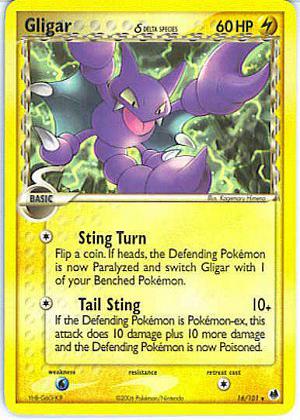 Gligar δ DELTA SPECIES 60 HP
BASIC
Illus. Kagemaru Himeno
Sting Turn
Flip a coin. If heads, the Defending Pokémon
is now Paralyzed and switch Gligar with 1
of your Benched Pokémon.
Tail Sting 10+
If the Defending Pokémon is Pokémon-ex, this
attack does 10 damage plus 10 more damage
and the Defending Pokémon is now Poisoned.
weakness resistance retreat cost
©2006 Pokémon/Nintendo 16/101 ★